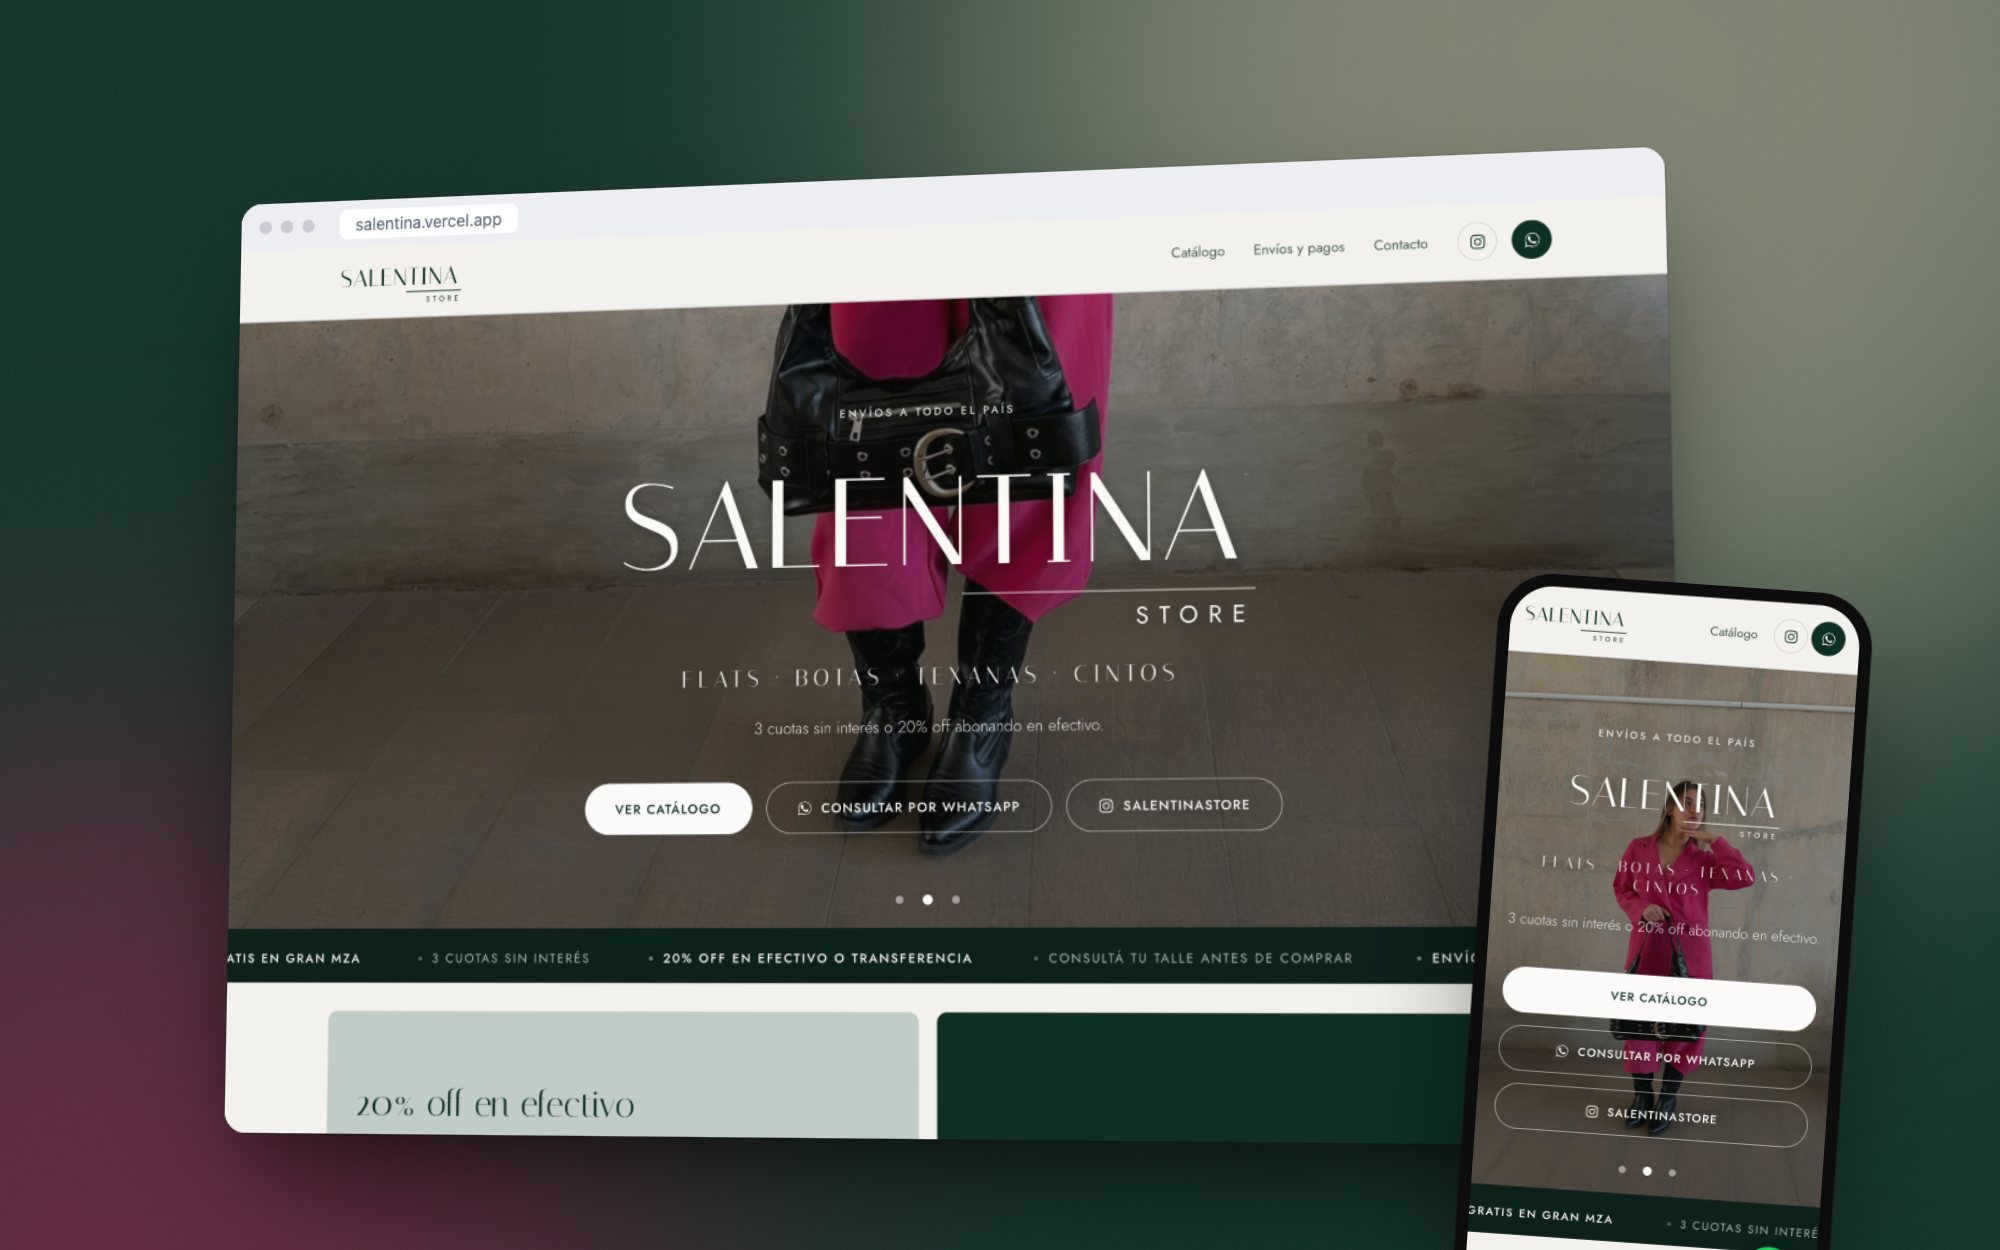 salentina.vercel.app
SALENTINA
STORE
Catálogo
Envíos y pagos
Contacto
ENVÍOS A TODO EL PAÍS
SALENTINA
STORE
FLATS · BOTAS · TEXANAS · CINTOS
3 cuotas sin interés o 20% off abonando en efectivo.
VER CATÁLOGO
CONSULTAR POR WHATSAPP
SALENTINASTORE
ATIS EN GRAN MZA • 3 CUOTAS SIN INTERÉS • 20% OFF EN EFECTIVO O TRANSFERENCIA • CONSULTÁ TU TALLE ANTES DE COMPRAR • ENVÍO
20% off en efectivo
SALENTINA
STORE
Catálogo
ENVÍOS A TODO EL PAÍS
SALENTINA
STORE
FLATS · BOTAS · TEXANAS ·
CINTOS
3 cuotas sin interés o 20% off abonando en efectivo.
VER CATÁLOGO
CONSULTAR POR WHATSAPP
SALENTINASTORE
GRATIS EN GRAN MZA • 3 CUOTAS SIN INTERÉ